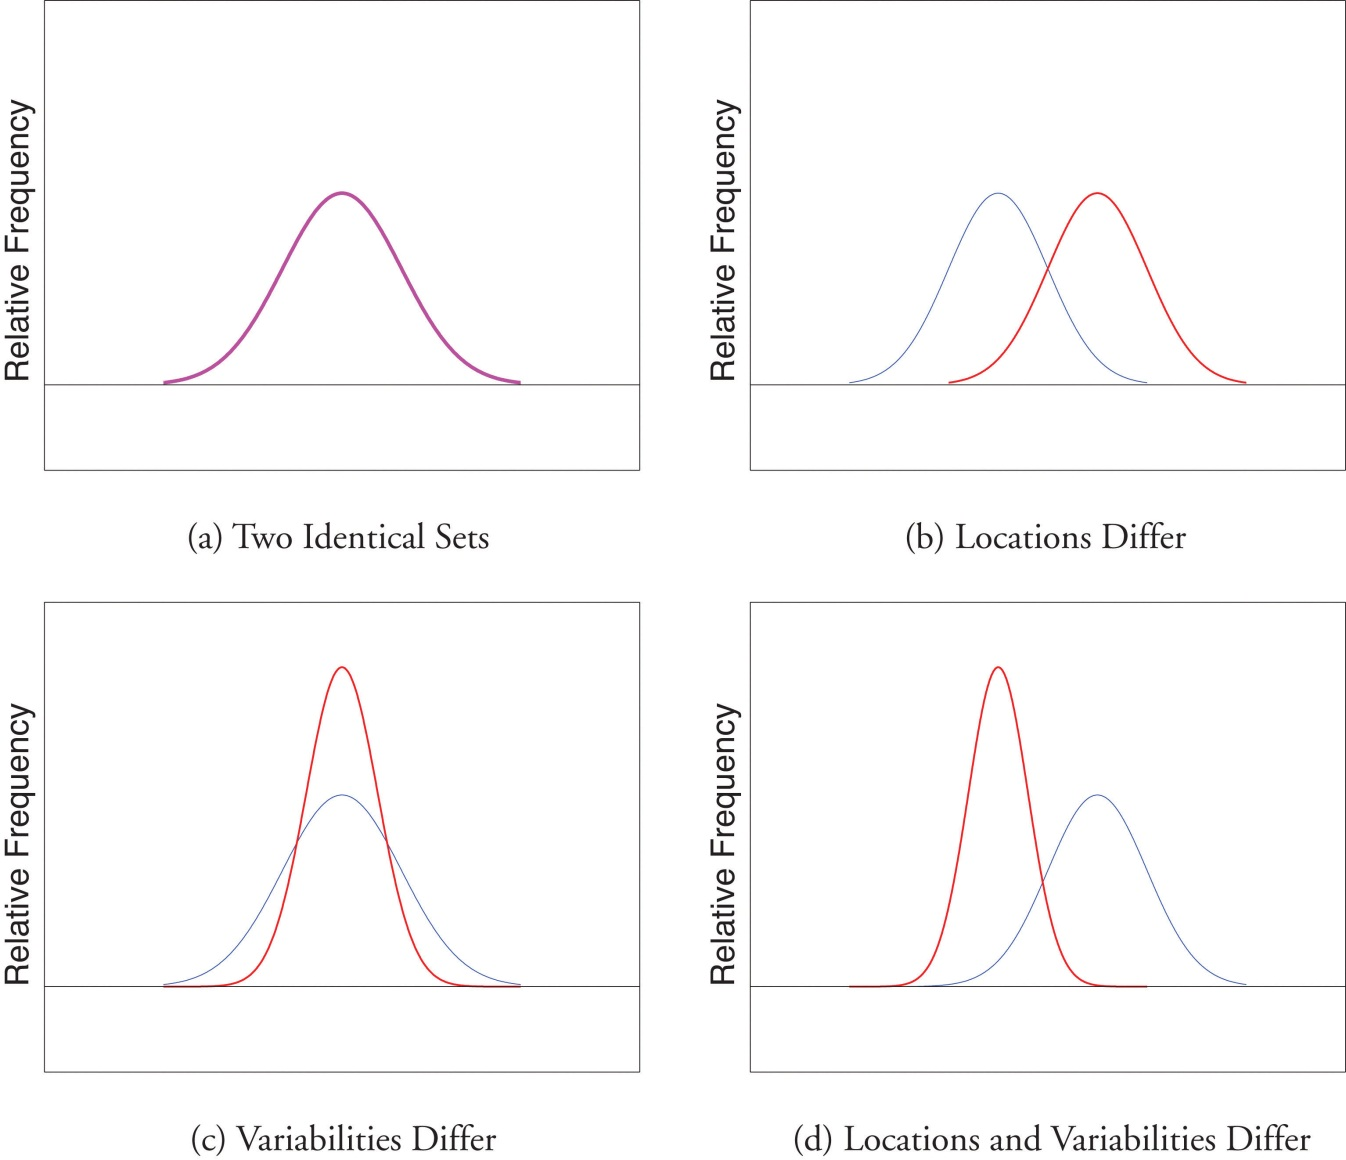 Relative Frequency
Relative Frequency
(a) Two Identical Sets
(b) Locations Differ
Relative Frequency
Relative Frequency
(c) Variabilities Differ
(d) Locations and Variabilities Differ